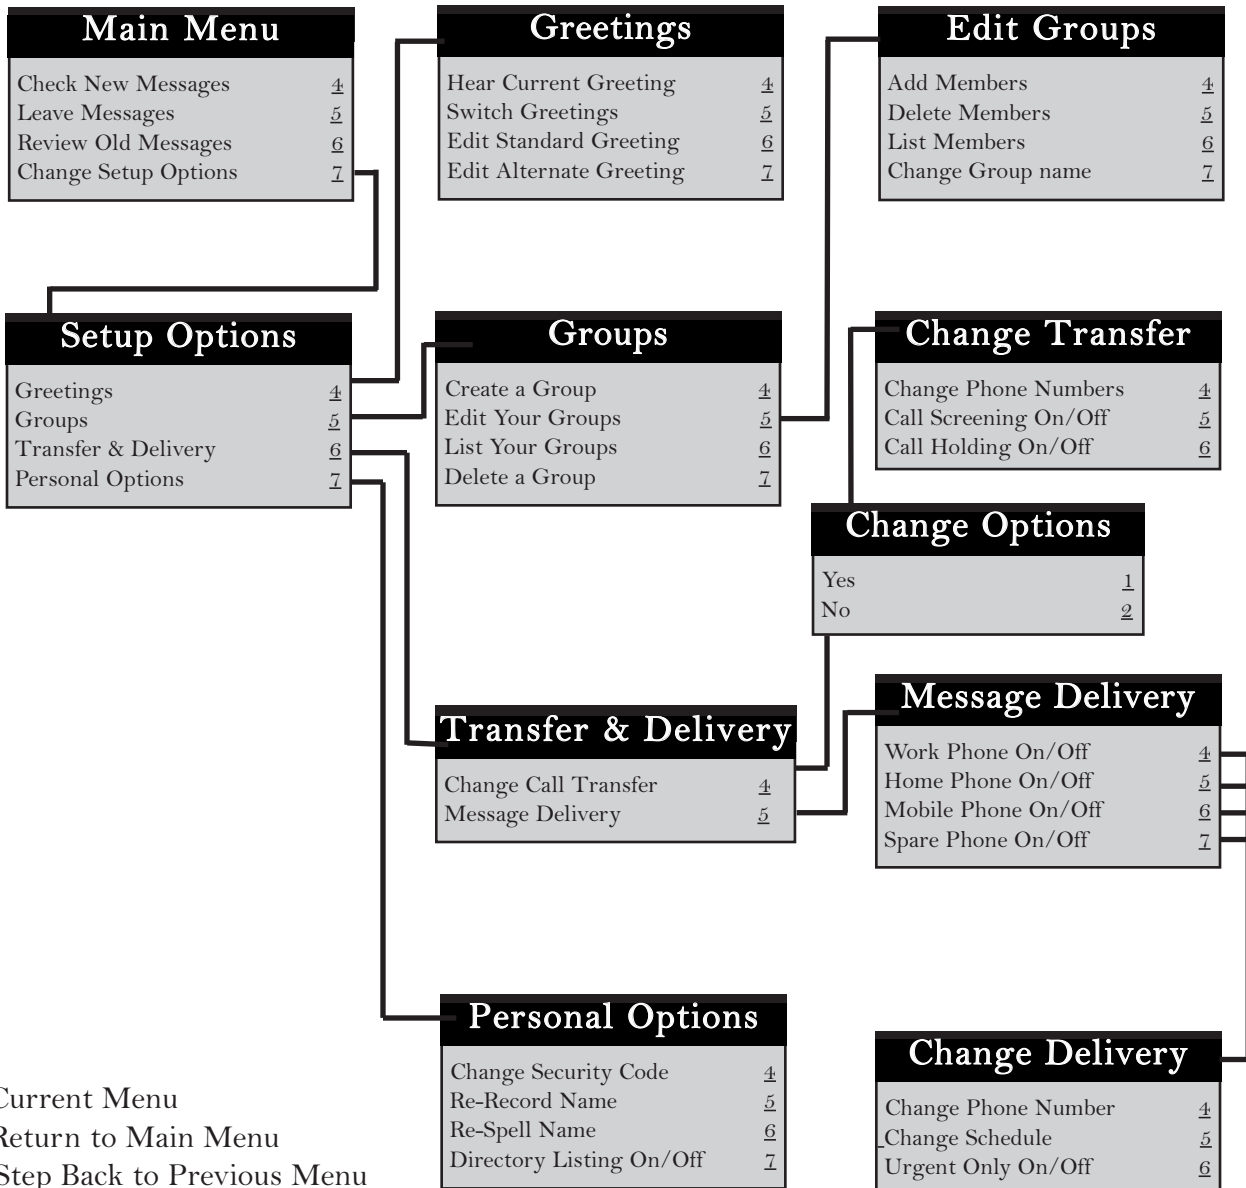 Main Menu
Check New Messages 4
Leave Messages 5
Review Old Messages 6
Change Setup Options 7
Greetings
Hear Current Greeting 4
Switch Greetings 5
Edit Standard Greeting 6
Edit Alternate Greeting 7
Edit Groups
Add Members 4
Delete Members 5
List Members 6
Change Group name 7
Setup Options
Greetings 4
Groups 5
Transfer & Delivery 6
Personal Options 7
Groups
Create a Group 4
Edit Your Groups 5
List Your Groups 6
Delete a Group 7
Change Transfer
Change Phone Numbers 4
Call Screening On/Off 5
Call Holding On/Off 6
Change Options
Yes 1
No 2
Transfer & Delivery
Change Call Transfer 4
Message Delivery 5
Message Delivery
Work Phone On/Off 4
Home Phone On/Off 5
Mobile Phone On/Off 6
Spare Phone On/Off 7
Personal Options
Change Security Code 4
Re-Record Name 5
Re-Spell Name 6
Directory Listing On/Off 7
Change Delivery
Change Phone Number 4
Change Schedule 5
Urgent Only On/Off 6
Current Menu
Return to Main Menu
Step Back to Previous Menu